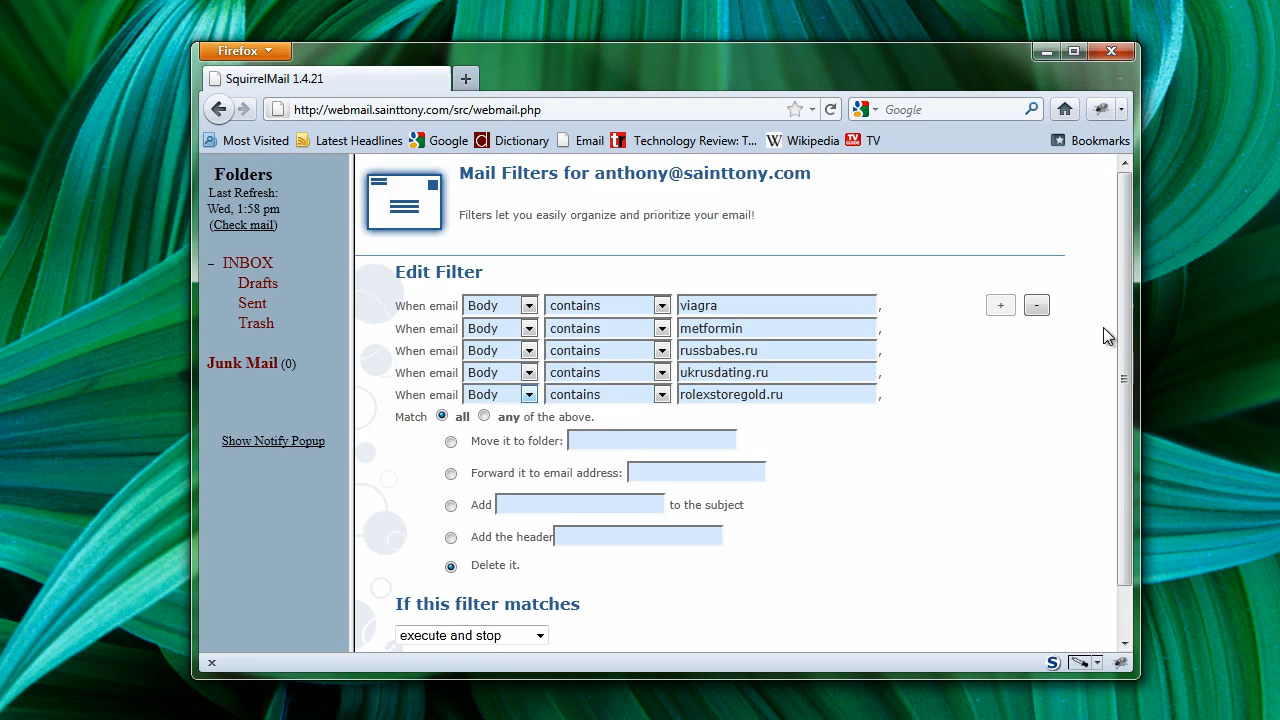 Firefox
SquirrelMail 1.4.21
http://webmail.sainttony.com/src/webmail.php
Google
Most Visited Latest Headlines Google Dictionary Email Technology Review: T... Wikipedia TV Bookmarks
Folders
Last Refresh:
Wed, 1:58 pm
(Check mail)
– INBOX
Drafts
Sent
Trash
Junk Mail (0)
Show Notify Popup
Mail Filters for anthony@sainttony.com
Filters let you easily organize and prioritize your email!
Edit Filter
When email Body contains viagra , + -
When email Body contains metformin ,
When email Body contains russbabes.ru ,
When email Body contains ukrusdating.ru ,
When email Body contains rolexstoregold.ru ,
Match all any of the above.
Move it to folder:
Forward it to email address:
Add to the subject
Add the header
Delete it.
If this filter matches
execute and stop
x S